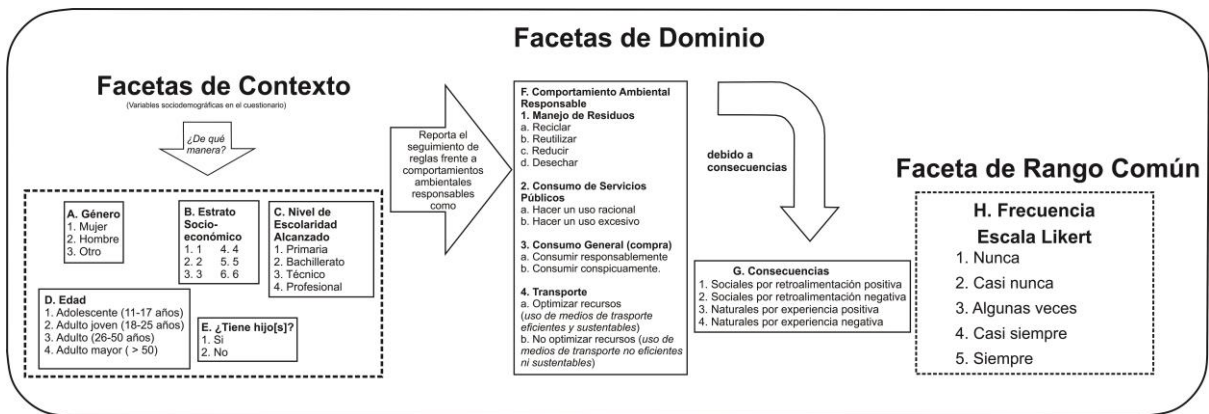 Facetas de Dominio
Facetas de Contexto
(Variables sociodemográficas en el cuestionario)
¿De qué
manera?
A. Género
1. Mujer
2. Hombre
3. Otro
B. Estrato
Socio-
económico
1. 1 4. 4
2. 2 5. 5
3. 3 6. 6
C. Nivel de
Escolaridad
Alcanzado
1. Primaria
2. Bachillerato
3. Técnico
4. Profesional
D. Edad
1. Adolescente (11-17 años)
2. Adulto joven (18-25 años)
3. Adulto (26-50 años)
4. Adulto mayor ( > 50)
E. ¿Tiene hijo[s]?
1. Si
2. No
Reporta el
seguimiento de
reglas frente a
comportamientos
ambientales
responsables
como
F. Comportamiento Ambiental
Responsable
1. Manejo de Residuos
a. Reciclar
b. Reutilizar
c. Reducir
d. Desechar
2. Consumo de Servicios
Públicos
a. Hacer un uso racional
b. Hacer un uso excesivo
3. Consumo General (compra)
a. Consumir responsablemente
b. Consumir conspicuamente.
4. Transporte
a. Optimizar recursos
(uso de medios de trasporte
eficientes y sustentables)
b. No optimizar recursos (uso de
medios de transporte no eficientes
ni sustentables)
debido a
consecuencias
G. Consecuencias
1. Sociales por retroalimentación positiva
2. Sociales por retroalimentación negativa
3. Naturales por experiencia positiva
4. Naturales por experiencia negativa
Faceta de Rango Común
H. Frecuencia
Escala Likert
1. Nunca
2. Casi nunca
3. Algunas veces
4. Casi siempre
5. Siempre